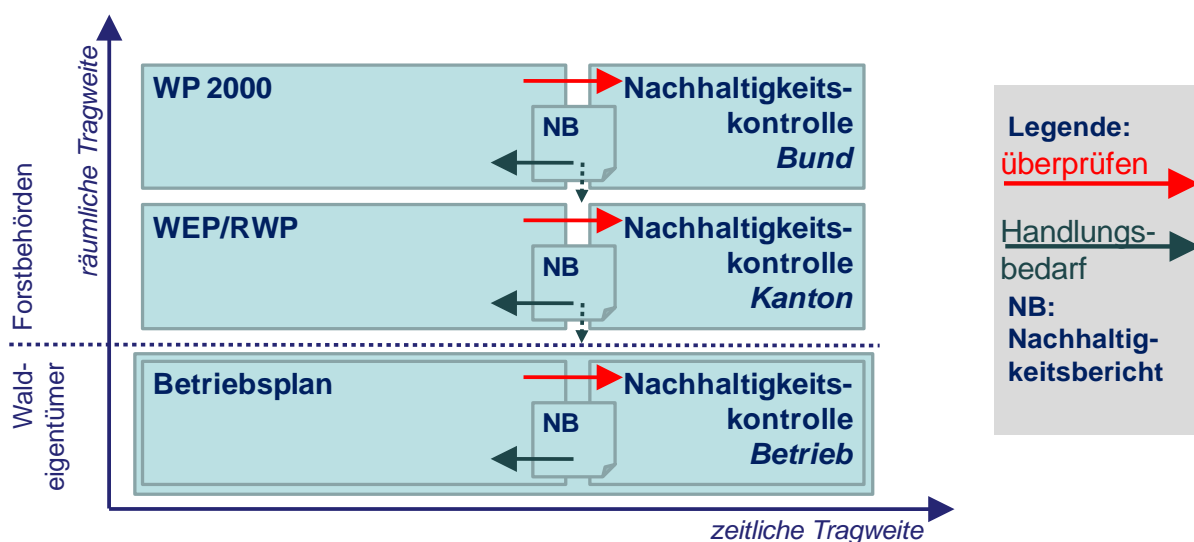 räumliche Tragweite
Forstbehörden
Wald-
eigentümer
WP 2000
NB
Nachhaltigkeits-
kontrolle
Bund
WEP/RWP
NB
Nachhaltigkeits-
kontrolle
Kanton
Betriebsplan
NB
Nachhaltigkeits-
kontrolle
Betrieb
zeitliche Tragweite
Legende:
überprüfen
Handlungs-
bedarf
NB:
Nachhaltig-
keitsbericht